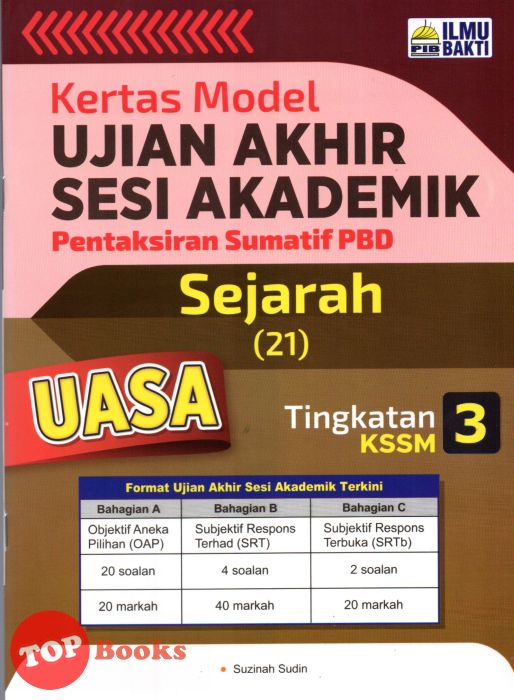 PIB
ILMU
BAKTI
Kertas Model
UJIAN AKHIR
SESI AKADEMIK
Pentaksiran Sumatif PBD
Sejarah
(21)
UASA
Tingkatan
KSSM
3
Format Ujian Akhir Sesi Akademik Terkini
Bahagian A Bahagian B Bahagian C
Objektif Aneka Subjektif Respons Subjektif Respons
Pilihan (OAP) Terhad (SRT) Terbuka (SRTb)
20 soalan 4 soalan 2 soalan
20 markah 40 markah 20 markah
TOP Books
• Suzinah Sudin